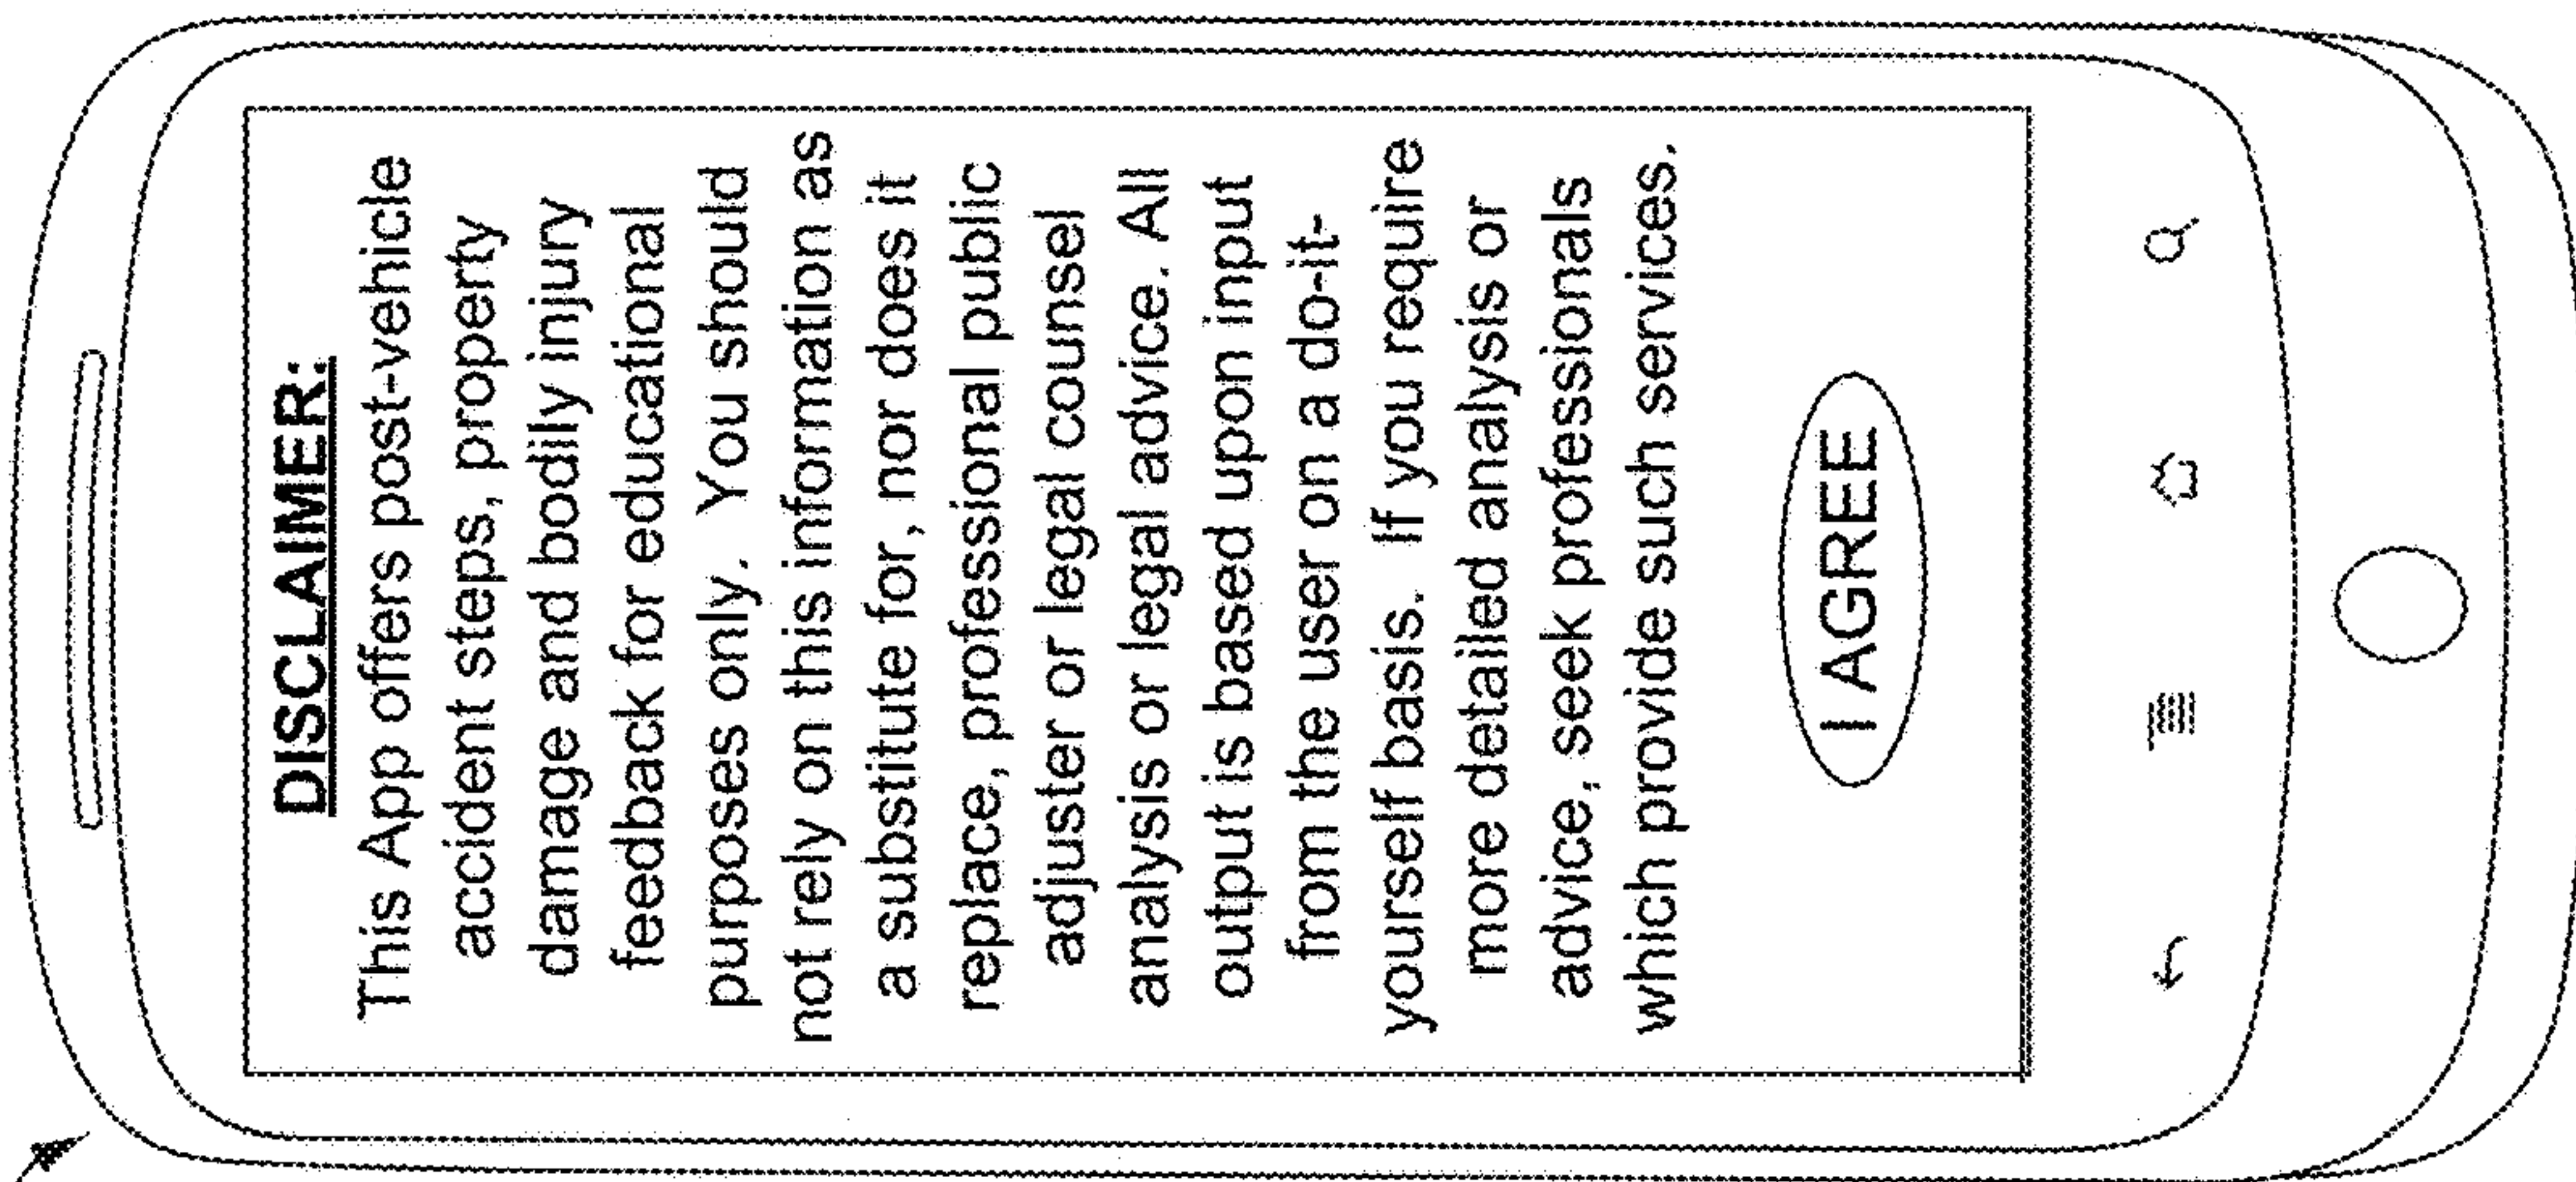 DISCLAIMER:
This App offers post-vehicle
accident steps, property
damage and bodily injury
feedback for educational
purposes only. You should
not rely on this information as
a substitute for, nor does it
replace, professional public
adjuster or legal counsel
analysis or legal advice. All
output is based upon input
from the user on a do-it-
yourself basis. If you require
more detailed analysis or
advice, seek professionals
which provide such services.
I AGREE